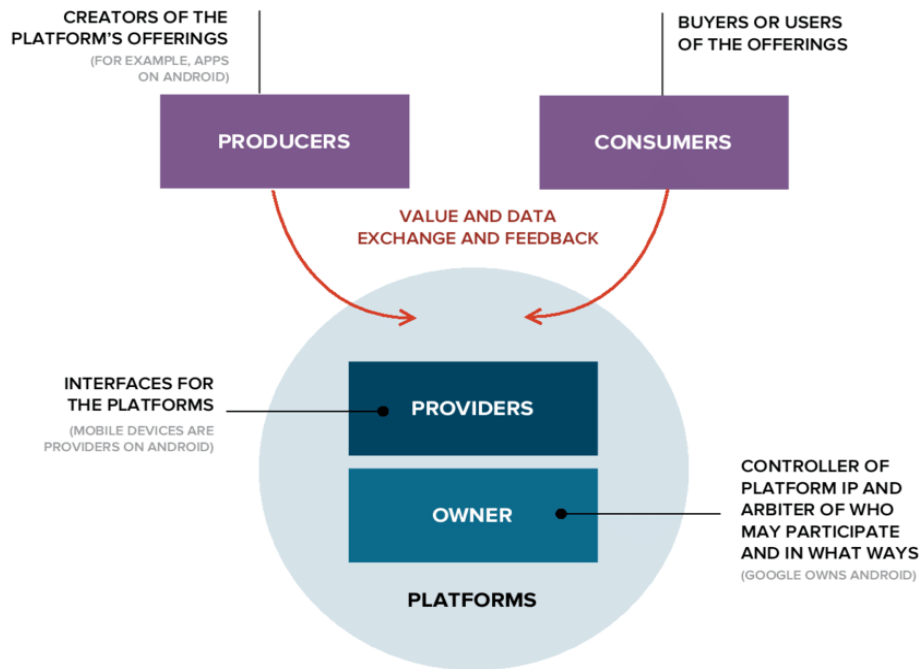 CREATORS OF THE
PLATFORM'S OFFERINGS
(FOR EXAMPLE, APPS
ON ANDROID)
BUYERS OR USERS
OF THE OFFERINGS
PRODUCERS
CONSUMERS
VALUE AND DATA
EXCHANGE AND FEEDBACK
INTERFACES FOR
THE PLATFORMS
(MOBILE DEVICES ARE
PROVIDERS ON ANDROID)
PROVIDERS
OWNER
CONTROLLER OF
PLATFORM IP AND
ARBITER OF WHO
MAY PARTICIPATE
AND IN WHAT WAYS
(GOOGLE OWNS ANDROID)
PLATFORMS